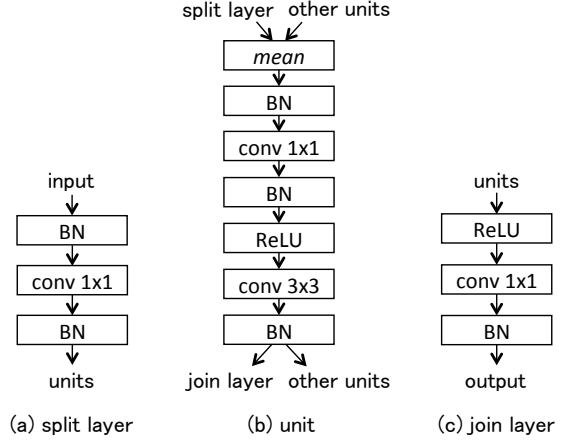 input
BN
conv 1x1
BN
units
(a) split layer
split layer other units
mean
BN
conv 1x1
BN
ReLU
conv 3x3
BN
join layer other units
(b) unit
units
ReLU
conv 1x1
BN
output
(c) join layer